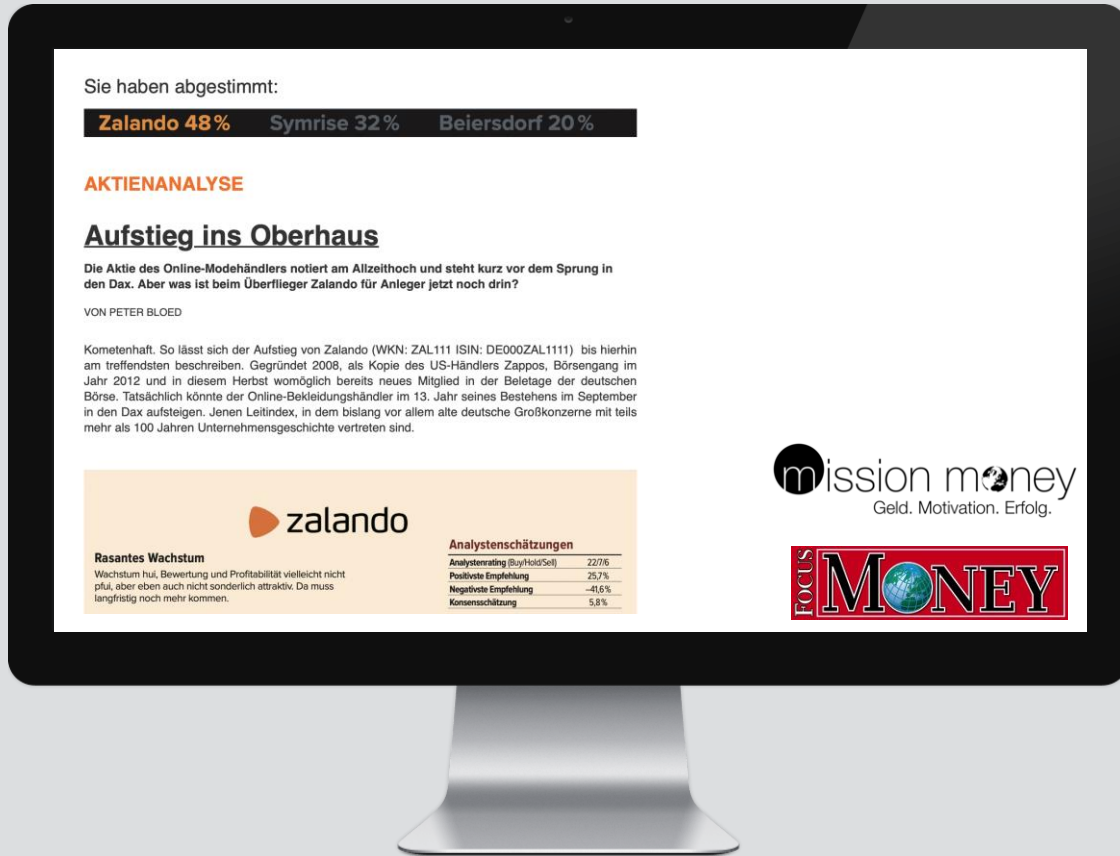 Sie haben abgestimmt:
Zalando 48% Symrise 32% Beiersdorf 20%
AKTIENANALYSE
Aufstieg ins Oberhaus
Die Aktie des Online-Modehändlers notiert am Allzeithoch und steht kurz vor dem Sprung in
den Dax. Aber was ist beim Überflieger Zalando für Anleger jetzt noch drin?
VON PETER BLOED
Kometenhaft. So lässt sich der Aufstieg von Zalando (WKN: ZAL111 ISIN: DE000ZAL1111) bis hierhin
am treffendsten beschreiben. Gegründet 2008, als Kopie des US-Händlers Zappos, Börsengang im
Jahr 2012 und in diesem Herbst womöglich bereits neues Mitglied in der Beletage der deutschen
Börse. Tatsächlich könnte der Online-Bekleidungshändler im 13. Jahr seines Bestehens im September
in den Dax aufsteigen. Jenen Leitindex, in dem bislang vor allem alte deutsche Großkonzerne mit teils
mehr als 100 Jahren Unternehmensgeschichte vertreten sind.
zalando
Rasantes Wachstum
Wachstum hui, Bewertung und Profitabilität vielleicht nicht
pfui, aber eben auch nicht sonderlich attraktiv. Da muss
langfristig noch mehr kommen.
Analystenschätzungen
Analystenrating (Buy/Hold/Sell) 22/7/6
Positivste Empfehlung 25,7%
Negativste Empfehlung –41,6%
Konsensschätzung 5,8%
mission money
Geld. Motivation. Erfolg.
FOCUS
MONEY